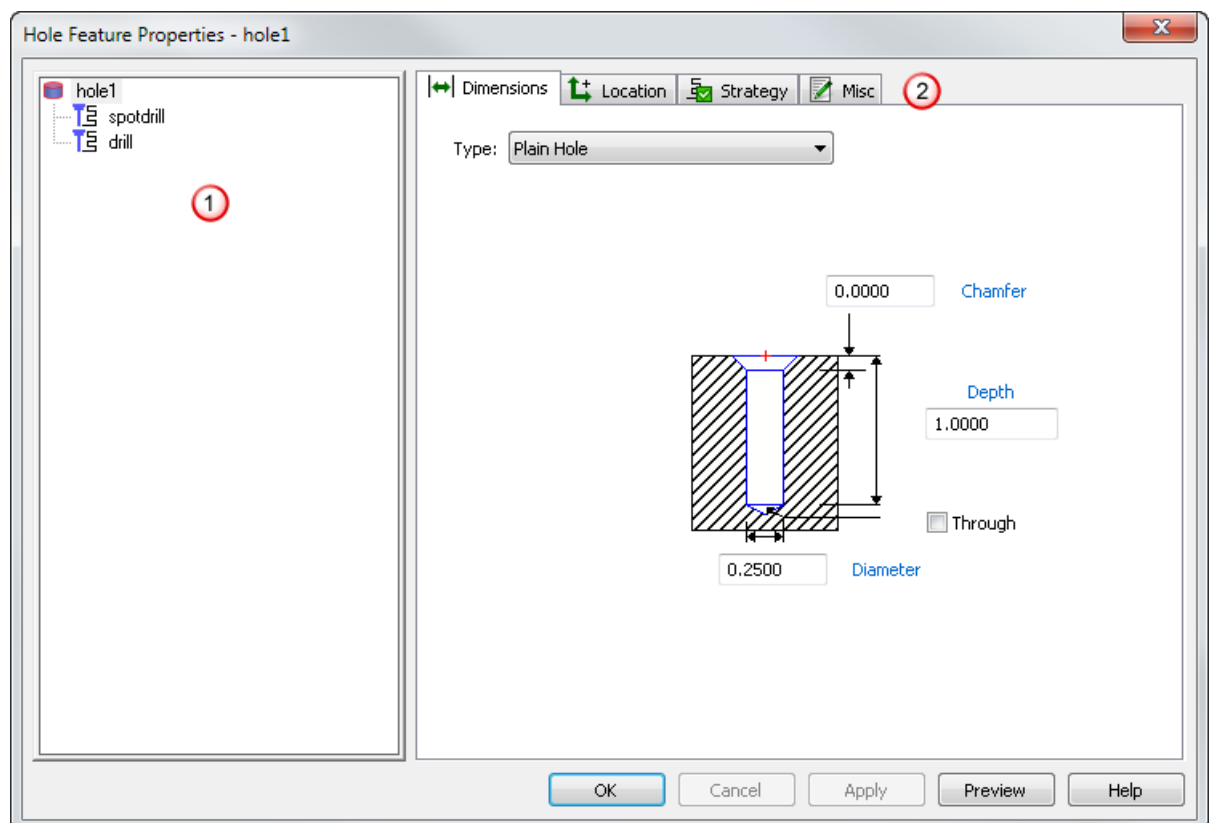 Hole Feature Properties - hole1
hole1
spotdrill
drill
1
Dimensions Location Strategy Misc 2
Type: Plain Hole
0.0000 Chamfer
Depth
1.0000
Through
0.2500 Diameter
OK Cancel Apply Preview Help